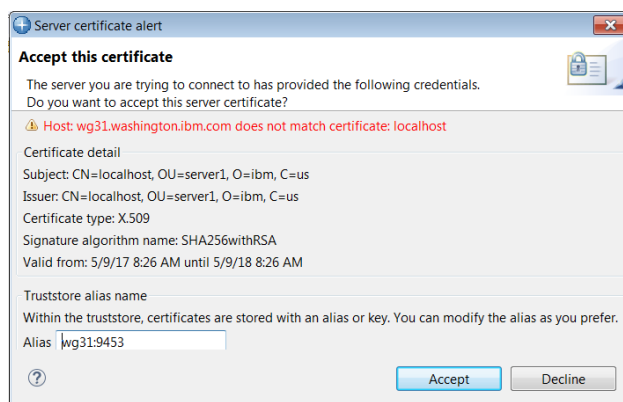 Server certificate alert
Accept this certificate
The server you are trying to connect to has provided the following credentials.
Do you want to accept this server certificate?
Host: wg31.washington.ibm.com does not match certificate: localhost
Certificate detail
Subject: CN=localhost, OU=server1, O=ibm, C=us
Issuer: CN=localhost, OU=server1, O=ibm, C=us
Certificate type: X.509
Signature algorithm name: SHA256withRSA
Valid from: 5/9/17 8:26 AM until 5/9/18 8:26 AM
Truststore alias name
Within the truststore, certificates are stored with an alias or key. You can modify the alias as you prefer.
Alias wg31:9453
? Accept Decline